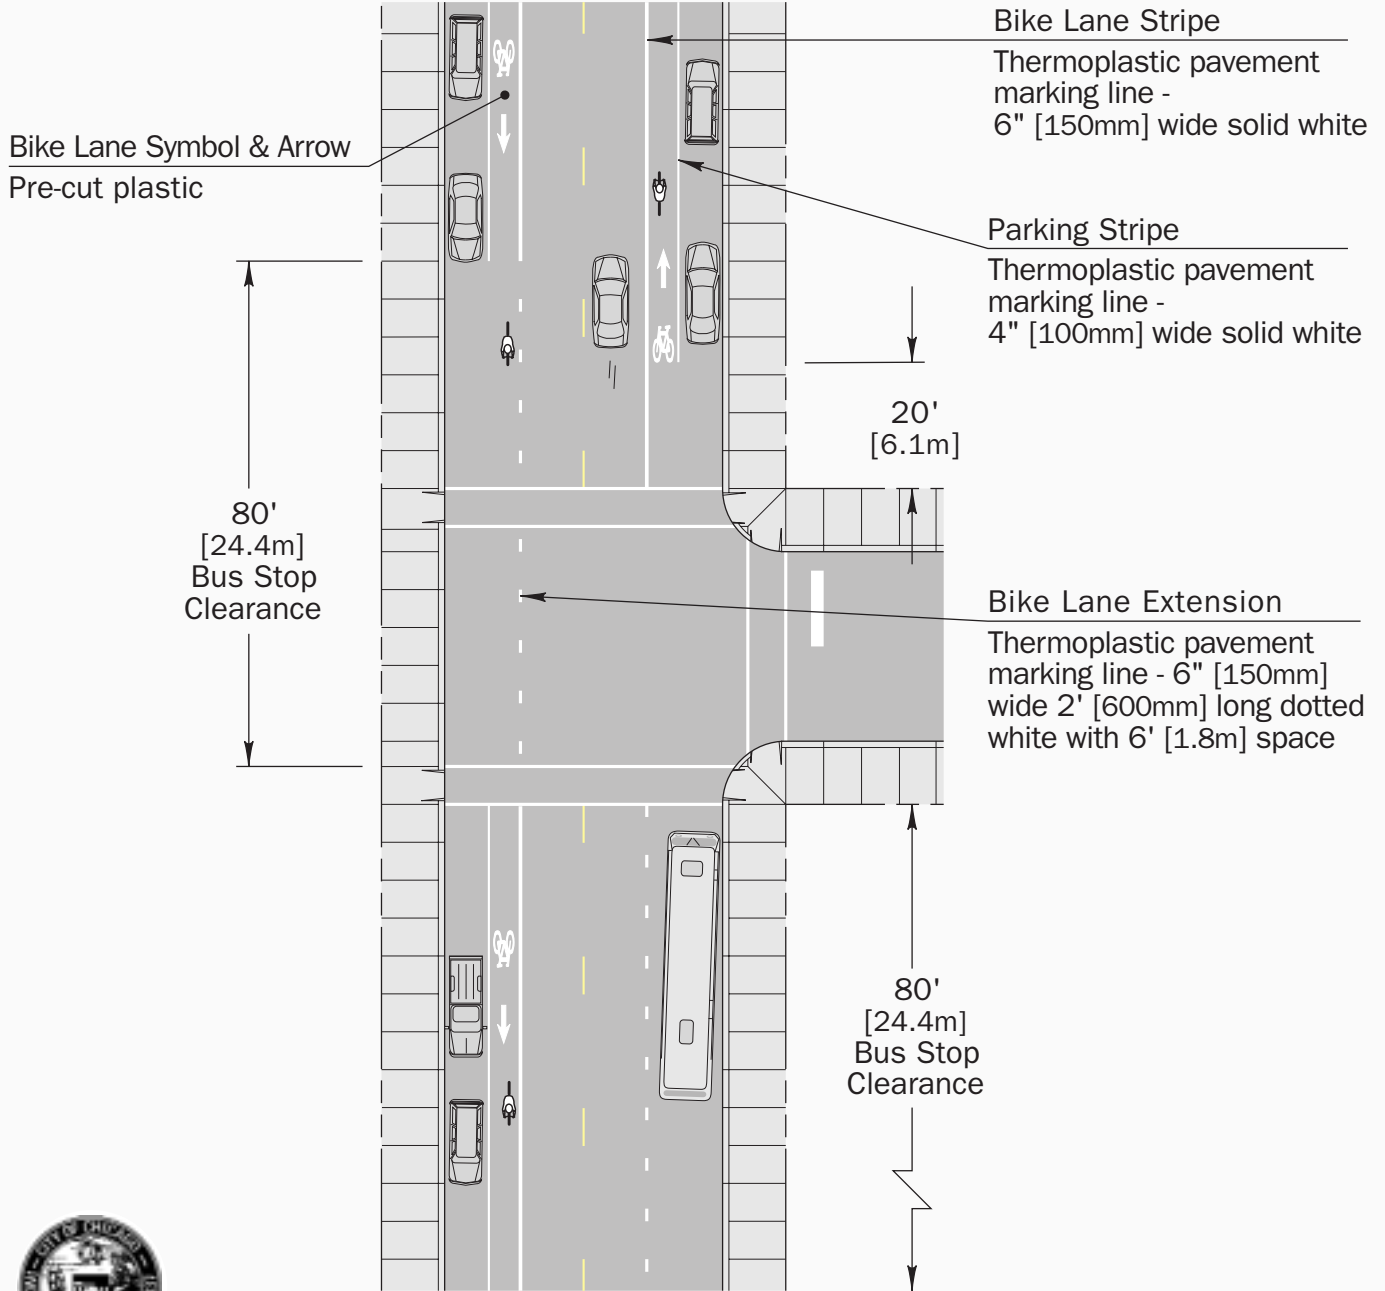 Bike Lane Stripe
Thermoplastic pavement
marking line -
6" [150mm] wide solid white
Bike Lane Symbol & Arrow
Pre-cut plastic
Parking Stripe
Thermoplastic pavement
marking line -
4" [100mm] wide solid white
20'
[6.1m]
80'
[24.4m]
Bus Stop
Clearance
Bike Lane Extension
Thermoplastic pavement
marking line - 6" [150mm]
wide 2' [600mm] long dotted
white with 6' [1.8m] space
80'
[24.4m]
Bus Stop
Clearance
CITY OF CHICAGO